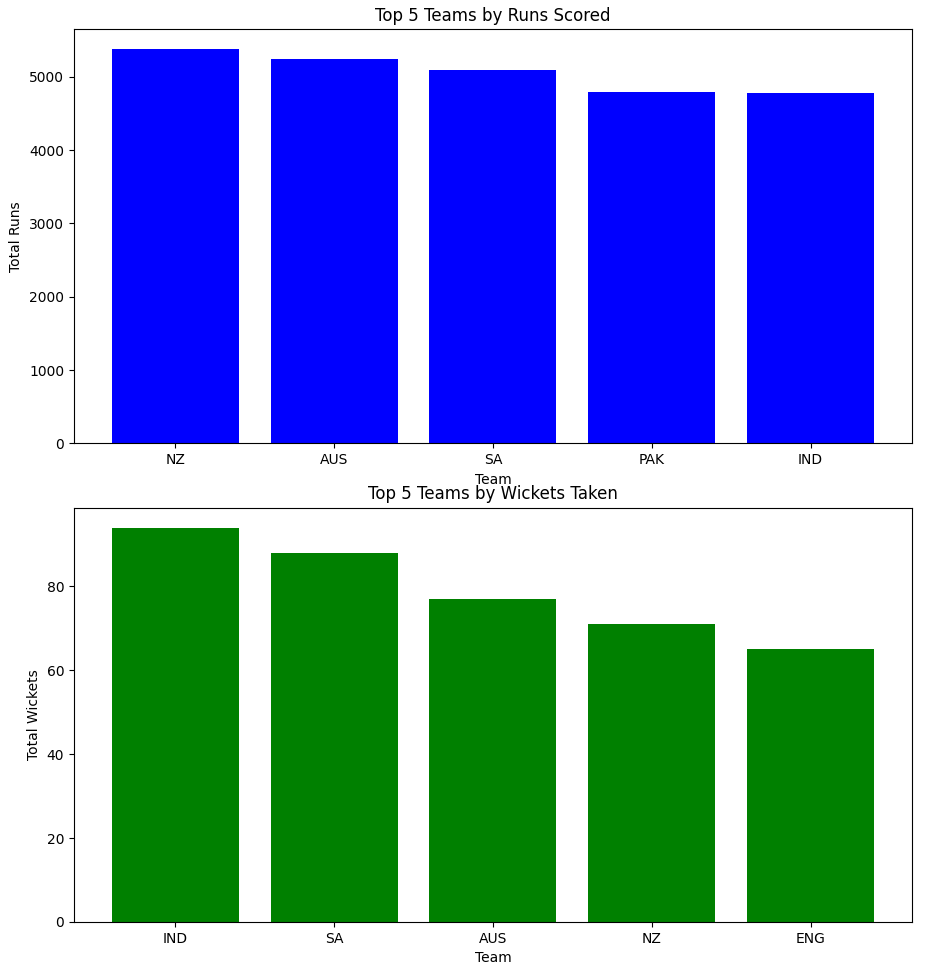 Top 5 Teams by Runs Scored
Total Runs
5000
4000
3000
2000
1000
0
NZ AUS SA PAK IND
Team
Top 5 Teams by Wickets Taken
Total Wickets
80
60
40
20
0
IND SA AUS NZ ENG
Team